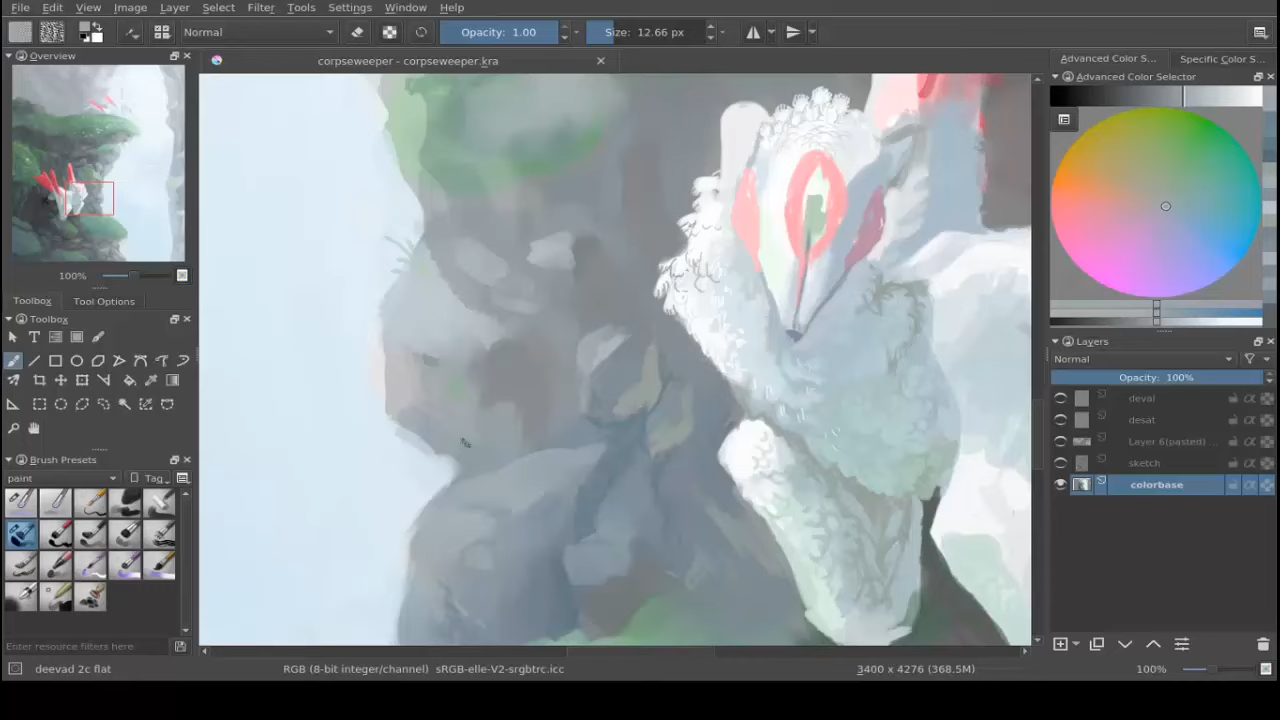 File Edit View Image Layer Select Filter Tools Settings Window Help
Normal Opacity: 1.00 Size: 12.66 px
Overview
corpseweeper - corpseweeper.kra
Advanced Color S... Specific Color S...
Advanced Color Selector
100%
Toolbox Tool Options
Toolbox
Layers
Normal
Opacity: 100%
deval
desat
Layer 6(pasted) ...
sketch
colorbase
Brush Presets
paint Tag
Enter resource filters here
deevad 2c flat RGB (8-bit integer/channel) sRGB-elle-V2-srgbtrc.icc 3400 x 4276 (368.5M) 100%